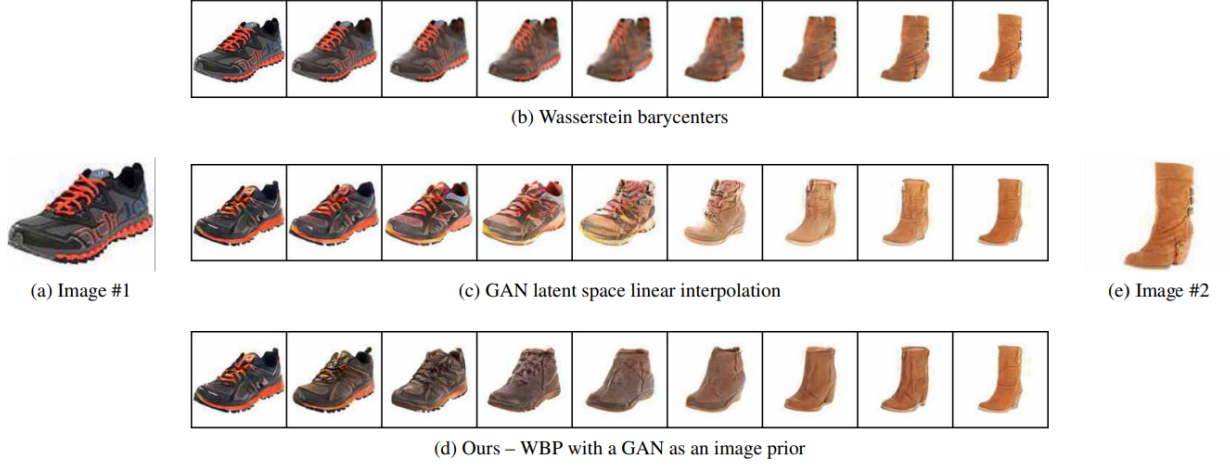 (b) Wasserstein barycenters
(a) Image #1
(c) GAN latent space linear interpolation
(e) Image #2
(d) Ours – WBP with a GAN as an image prior